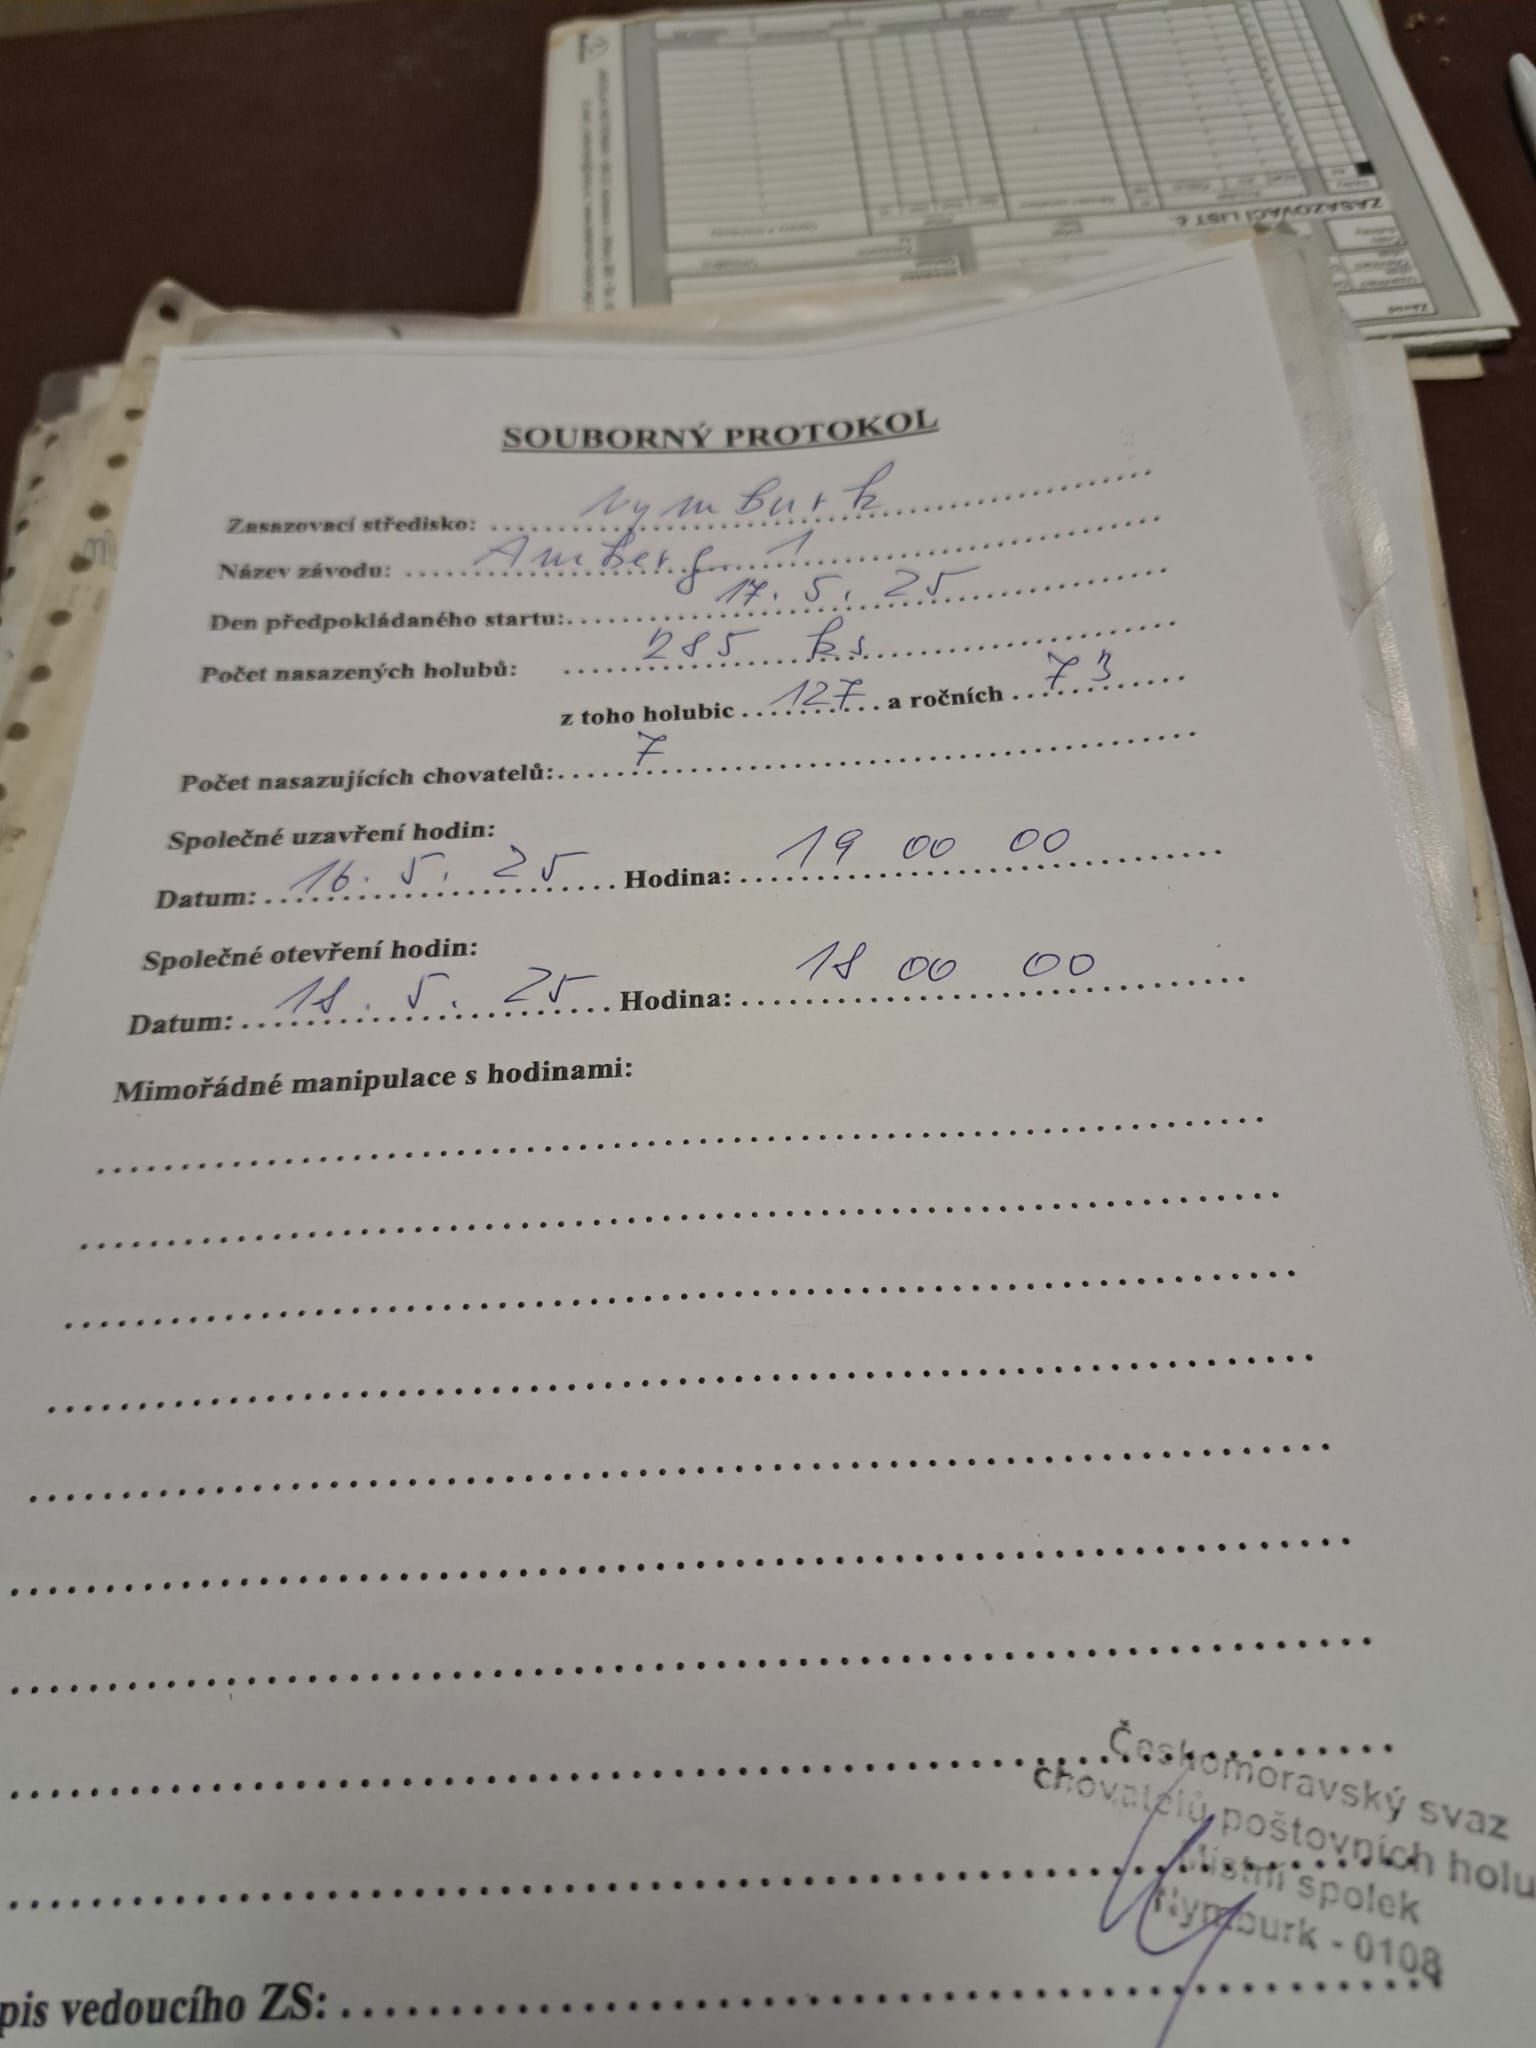 SOUBORNÝ PROTOKOL
Zasazovací středisko: Nymburk
Název závodu: Amberg 1
Den předpokládaného startu: 17. 5. 25
Počet nasazených holubů: 285 ks
z toho holubic 127 a ročních 73
Počet nasazujících chovatelů: 7
Společné uzavření hodin:
Datum: 16. 5. 25 Hodina: 19 00 00
Společné otevření hodin:
Datum: 18. 5. 25 Hodina: 18 00 00
Mimořádné manipulace s hodinami:
Českomoravský svaz
chovatelů poštovních holu
Místní spolek
Nymburk - 0108
pis vedoucího ZS:
ZASAZOVACÍ LIST č.
Závod